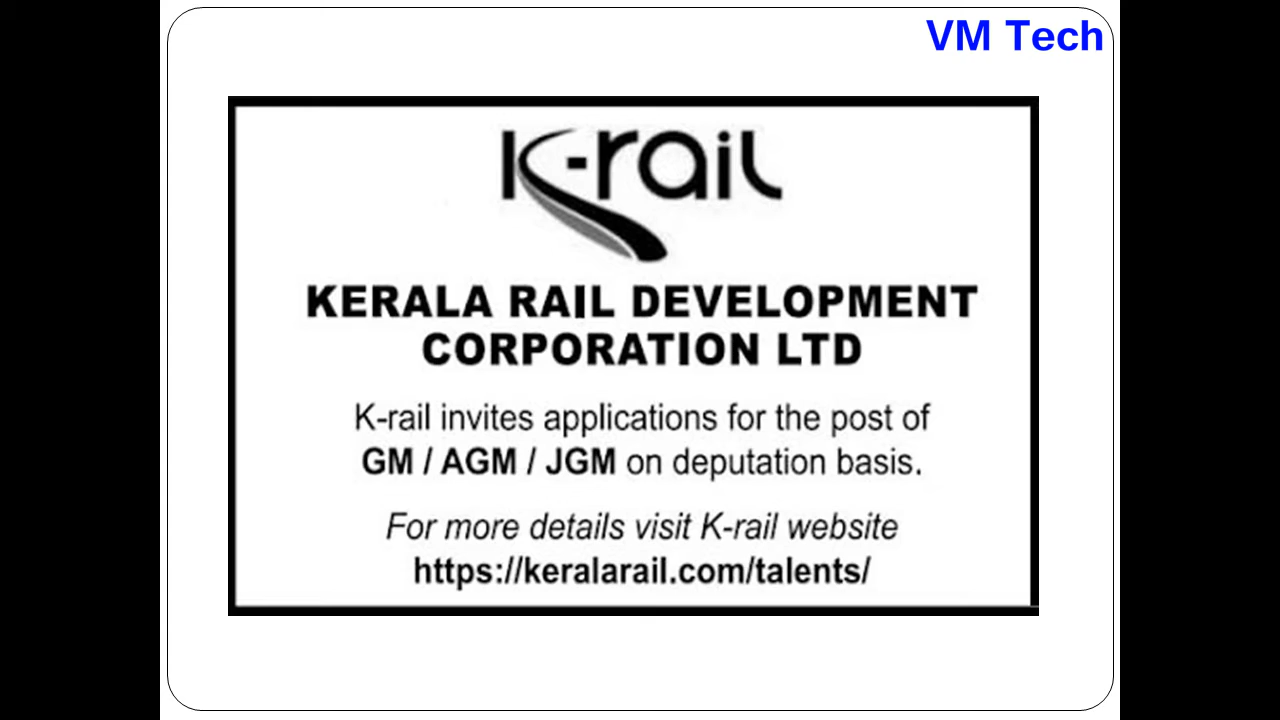 VM Tech
K-rail
KERALA RAIL DEVELOPMENT
CORPORATION LTD
K-rail invites applications for the post of
GM / AGM / JGM on deputation basis.
For more details visit K-rail website
https://keralarail.com/talents/